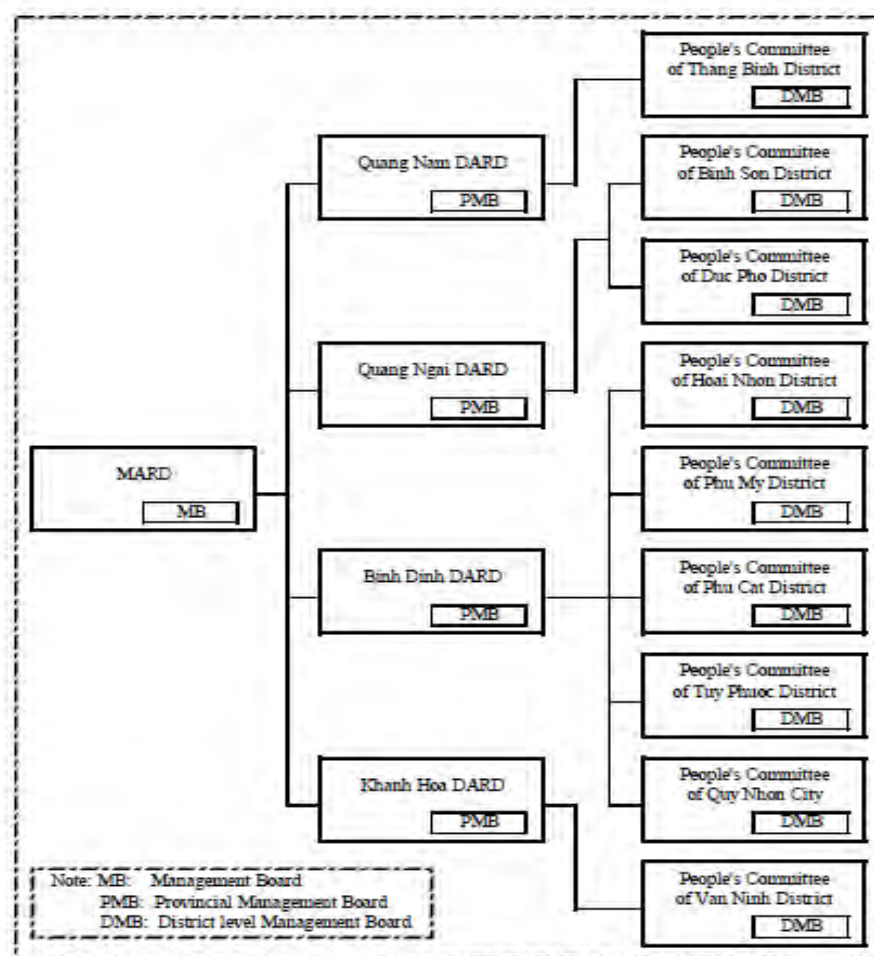 People's Committee
of Thang Binh District
DMB
Quang Nam DARD
PMB
People's Committee
of Binh Son District
DMB
People's Committee
of Duc Pho District
DMB
Quang Ngai DARD
PMB
People's Committee
of Hoai Nhon District
DMB
MARD
MB
People's Committee
of Phu My District
DMB
Binh Dinh DARD
PMB
People's Committee
of Phu Cat District
DMB
People's Committee
of Tuy Phuoc District
DMB
Khanh Hoa DARD
PMB
People's Committee
of Quy Nhon City
DMB
People's Committee
of Van Ninh District
DMB
Note: MB: Management Board
PMB: Provincial Management Board
DMB: District level Management Board